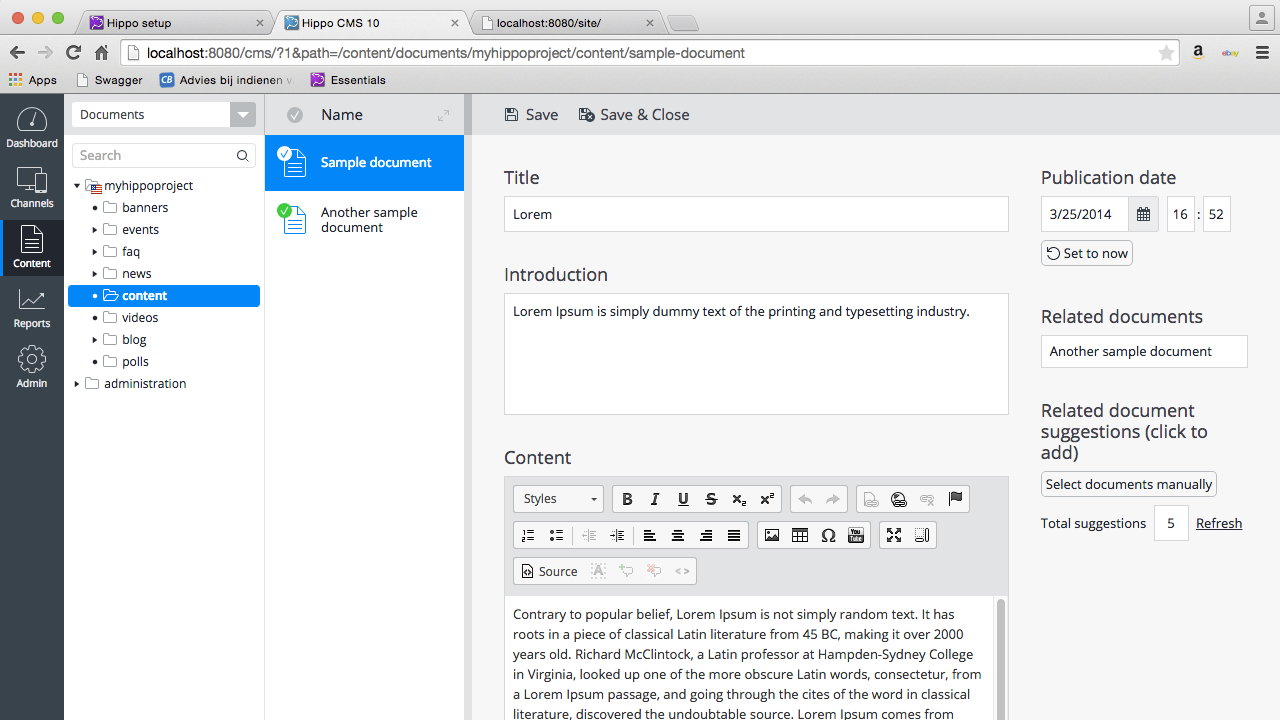 Hippo setup
Hippo CMS 10
localhost:8080/site/
localhost:8080/cms/?1&path=/content/documents/myhippoproject/content/sample-document
a
ebay
Apps
Swagger
CB
Advies bij indienen v
Essentials
Dashboard
Channels
Content
Reports
Admin
Documents
Search
myhippoproject
banners
events
faq
news
content
videos
blog
polls
administration
Name
Sample document
Another sample
document
Save
Save & Close
Title
Lorem
Introduction
Lorem Ipsum is simply dummy text of the printing and typesetting industry.
Content
Styles
B I U S x₂ x²
Ω You Tube
Source A
Contrary to popular belief, Lorem Ipsum is not simply random text. It has
roots in a piece of classical Latin literature from 45 BC, making it over 2000
years old. Richard McClintock, a Latin professor at Hampden-Sydney College
in Virginia, looked up one of the more obscure Latin words, consectetur, from
a Lorem Ipsum passage, and going through the cites of the word in classical
literature, discovered the undoubtable source. Lorem Ipsum comes from
Publication date
3/25/2014 16 : 52
Set to now
Related documents
Another sample document
Related document
suggestions (click to
add)
Select documents manually
Total suggestions 5 Refresh